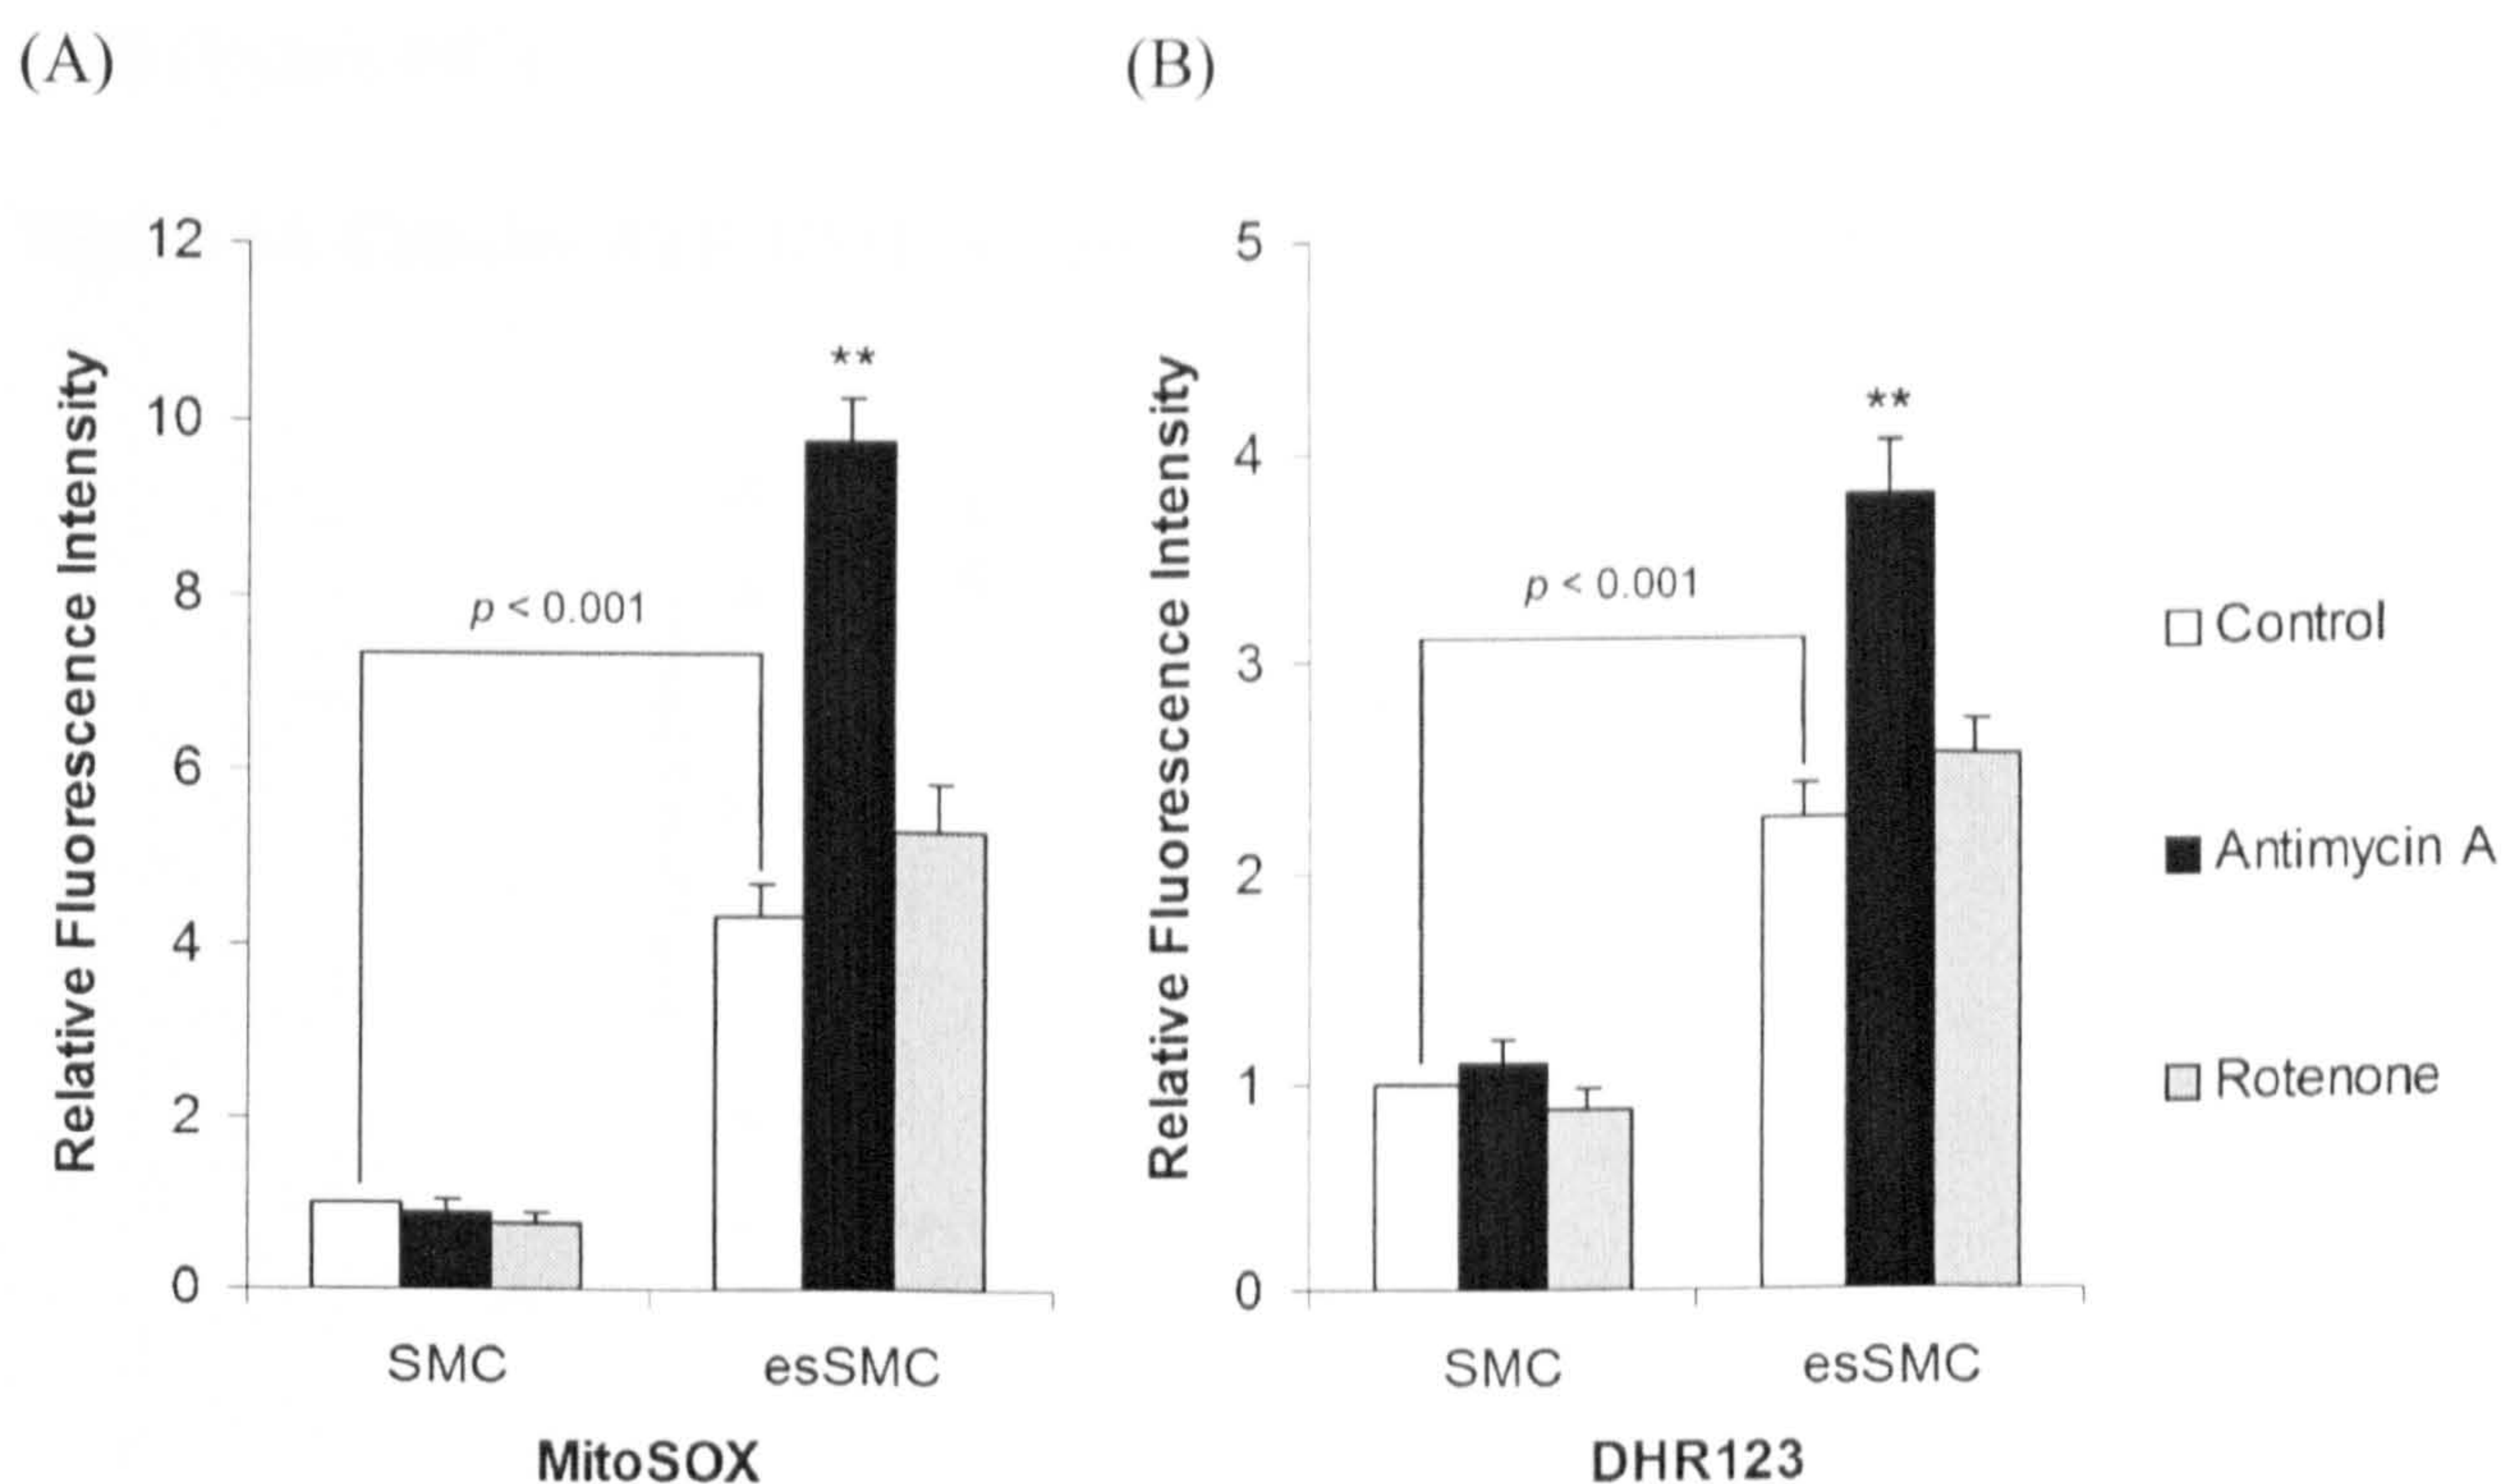 (A)
(B)
Relative Fluorescence Intensity
12
10
8
6
4
2
0
**
p < 0.001
SMC
esSMC
MitoSOX
Relative Fluorescence Intensity
5
4
3
2
1
0
**
p < 0.001
SMC
esSMC
DHR123
Control
Antimycin A
Rotenone